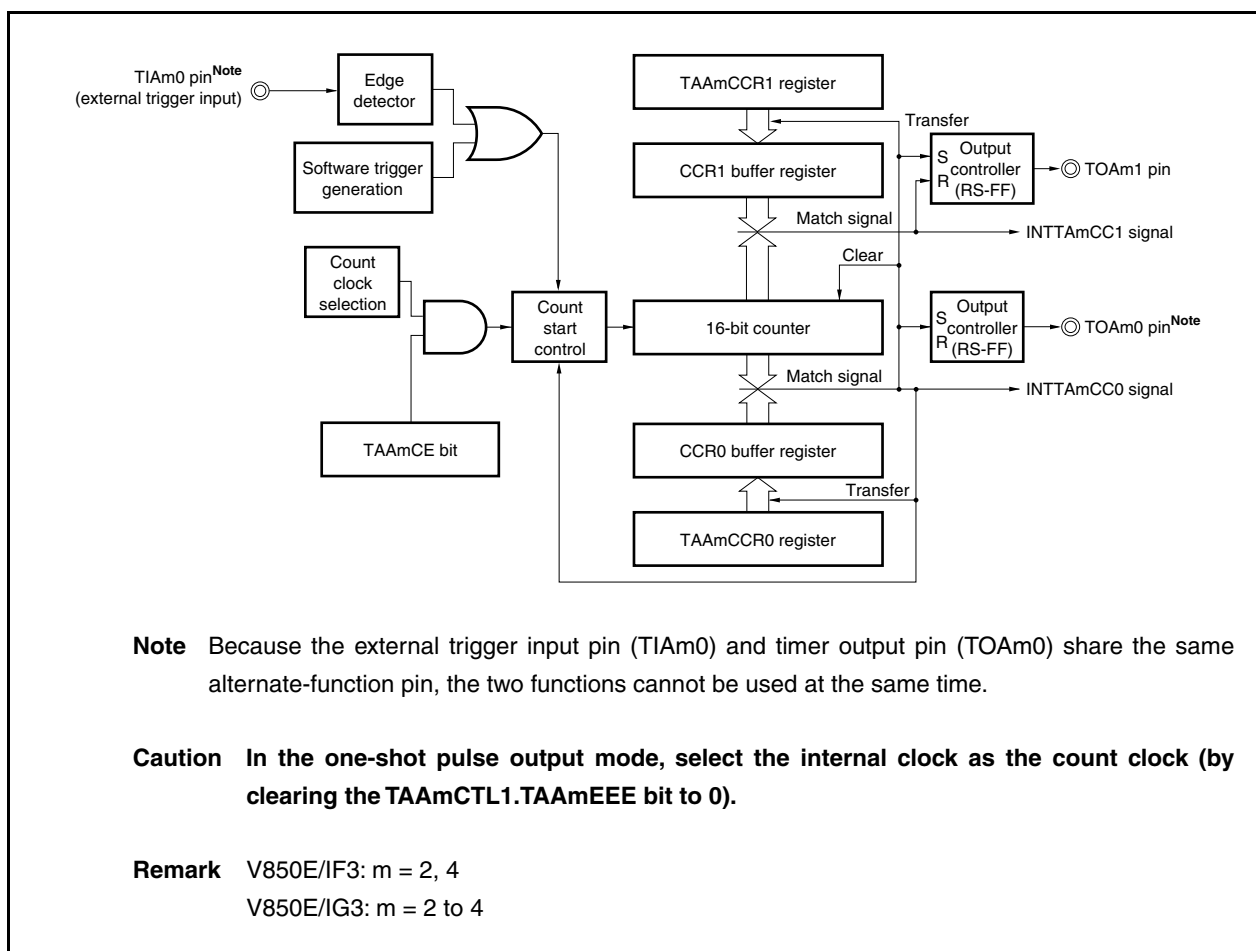 TIAm0 pin^Note
(external trigger input)
Edge
detector
Software trigger
generation
Count
clock
selection
TAAmCE bit
Count
start
control
TAAmCCR1 register
Transfer
CCR1 buffer register
Match signal
Clear
16-bit counter
Match signal
CCR0 buffer register
Transfer
TAAmCCR0 register
S
R
Output
controller
(RS-FF)
TOAm1 pin
INTTAmCC1 signal
S
R
Output
controller
(RS-FF)
TOAm0 pin^Note
INTTAmCC0 signal
Note Because the external trigger input pin (TIAm0) and timer output pin (TOAm0) share the same
alternate-function pin, the two functions cannot be used at the same time.
Caution In the one-shot pulse output mode, select the internal clock as the count clock (by
clearing the TAAmCTL1.TAAmEEE bit to 0).
Remark V850E/IF3: m = 2, 4
V850E/IG3: m = 2 to 4